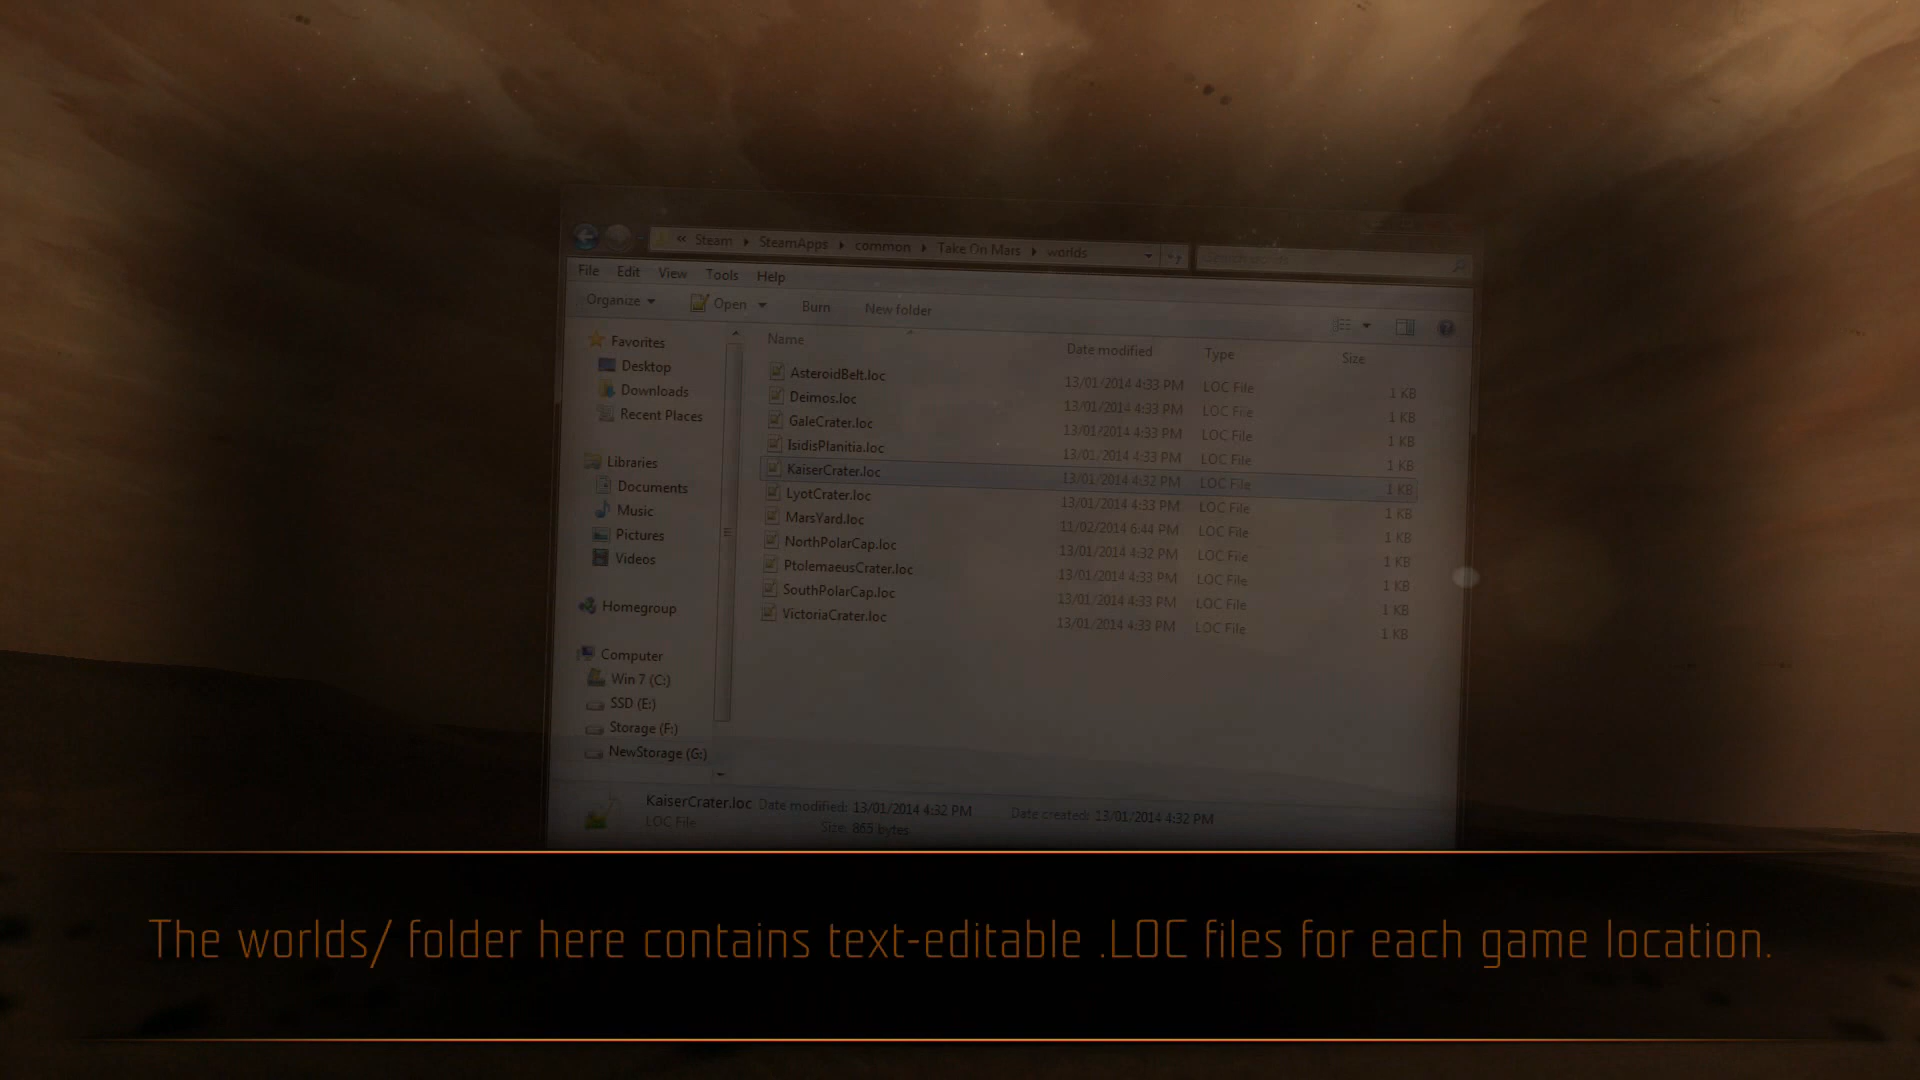 « Steam ▸ SteamApps ▸ common ▸ Take On Mars ▸ worlds
File Edit View Tools Help
Organize Open Burn New folder
Name Date modified Type Size
Favorites
Desktop
Downloads
Recent Places
Libraries
Documents
Music
Pictures
Videos
Homegroup
Computer
Win 7 (C:)
SSD (E:)
Storage (F:)
NewStorage (G:)
AsteroidBelt.loc 13/01/2014 4:33 PM LOC File 1 KB
Deimos.loc 13/01/2014 4:33 PM LOC File 1 KB
GaleCrater.loc 13/01/2014 4:33 PM LOC File 1 KB
IsidisPlanitia.loc 13/01/2014 4:33 PM LOC File 1 KB
KaiserCrater.loc 13/01/2014 4:32 PM LOC File 1 KB
LyotCrater.loc 13/01/2014 4:33 PM LOC File 1 KB
MarsYard.loc 11/02/2014 6:44 PM LOC File 1 KB
NorthPolarCap.loc 13/01/2014 4:32 PM LOC File 1 KB
PtolemaeusCrater.loc 13/01/2014 4:33 PM LOC File 1 KB
SouthPolarCap.loc 13/01/2014 4:33 PM LOC File 1 KB
VictoriaCrater.loc 13/01/2014 4:33 PM LOC File 1 KB
KaiserCrater.loc Date modified: 13/01/2014 4:32 PM Date created: 13/01/2014 4:32 PM
LOC File Size: 865 bytes
The worlds/ folder here contains text-editable .LOC files for each game location.